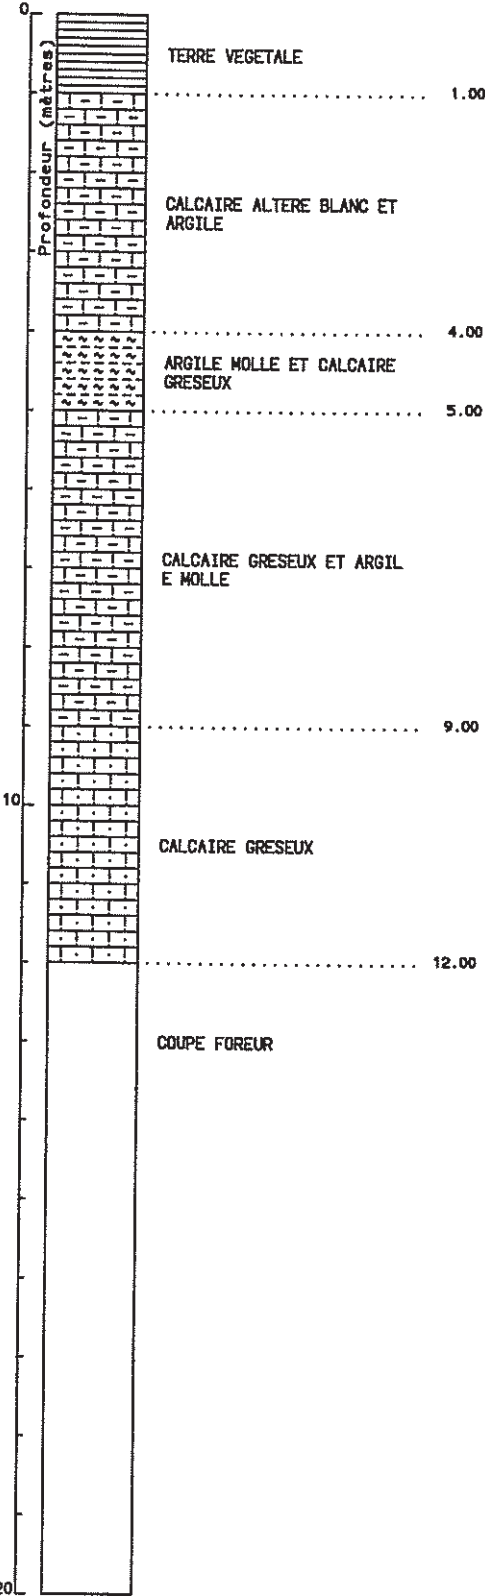 0
Profondeur (mètres)
TERRE VEGETALE
1.00
CALCAIRE ALTERE BLANC ET
ARGILE
4.00
ARGILE MOLLE ET CALCAIRE
GRESEUX
5.00
CALCAIRE GRESEUX ET ARGIL
E MOLLE
9.00
10
CALCAIRE GRESEUX
12.00
COUPE FOREUR
20